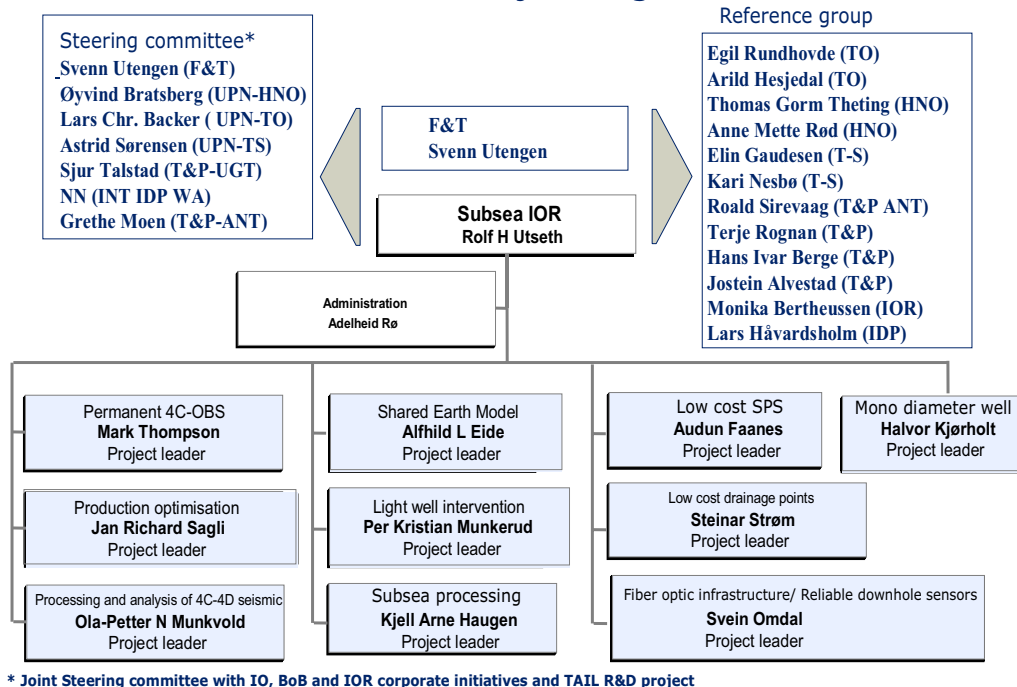 Steering committee*
Svenn Utengen (F&T)
Øyvind Bratsberg (UPN-HNO)
Lars Chr. Backer ( UPN-TO)
Astrid Sørensen (UPN-TS)
Sjur Talstad (T&P-UGT)
NN (INT IDP WA)
Grethe Moen (T&P-ANT)
F&T
Svenn Utengen
Reference group
Egil Rundhovde (TO)
Arild Hesjedal (TO)
Thomas Gorm Theting (HNO)
Anne Mette Rød (HNO)
Elin Gaudesen (T-S)
Kari Nesbø (T-S)
Roald Sirevaag (T&P ANT)
Terje Rognan (T&P)
Hans Ivar Berge (T&P)
Jostein Alvestad (T&P)
Monika Bertheussen (IOR)
Lars Håvardsholm (IDP)
Subsea IOR
Rolf H Utseth
Administration
Adelheid Rø
Permanent 4C-OBS
Mark Thompson
Project leader
Shared Earth Model
Alfhild L Eide
Project leader
Low cost SPS
Audun Faanes
Project leader
Mono diameter well
Halvor Kjørholt
Project leader
Production optimisation
Jan Richard Sagli
Project leader
Light well intervention
Per Kristian Munkerud
Project leader
Low cost drainage points
Steinar Strøm
Project leader
Processing and analysis of 4C-4D seismic
Ola-Petter N Munkvold
Project leader
Subsea processing
Kjell Arne Haugen
Project leader
Fiber optic infrastructure/ Reliable downhole sensors
Svein Omdal
Project leader
* Joint Steering committee with IO, BoB and IOR corporate initiatives and TAIL R&D project